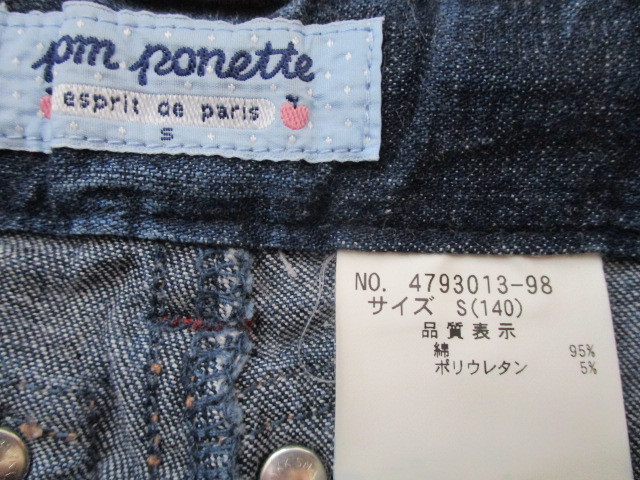 pm ponette
esprit de paris
S
NO. 4793013-98
サイズ S(140)
品質表示
綿 95%
ポリウレタン 5%